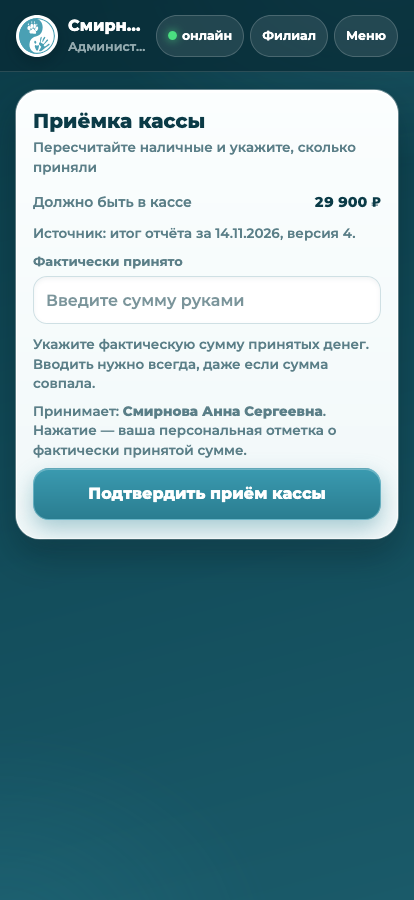 Смирн...
Админист...
онлайн
Филиал
Меню
Приёмка кассы
Пересчитайте наличные и укажите, сколько
приняли
Должно быть в кассе 29 900 ₽
Источник: итог отчёта за 14.11.2026, версия 4.
Фактически принято
Введите сумму руками
Укажите фактическую сумму принятых денег.
Вводить нужно всегда, даже если сумма
совпала.
Принимает: Смирнова Анна Сергеевна.
Нажатие — ваша персональная отметка о
фактически принятой сумме.
Подтвердить приём кассы